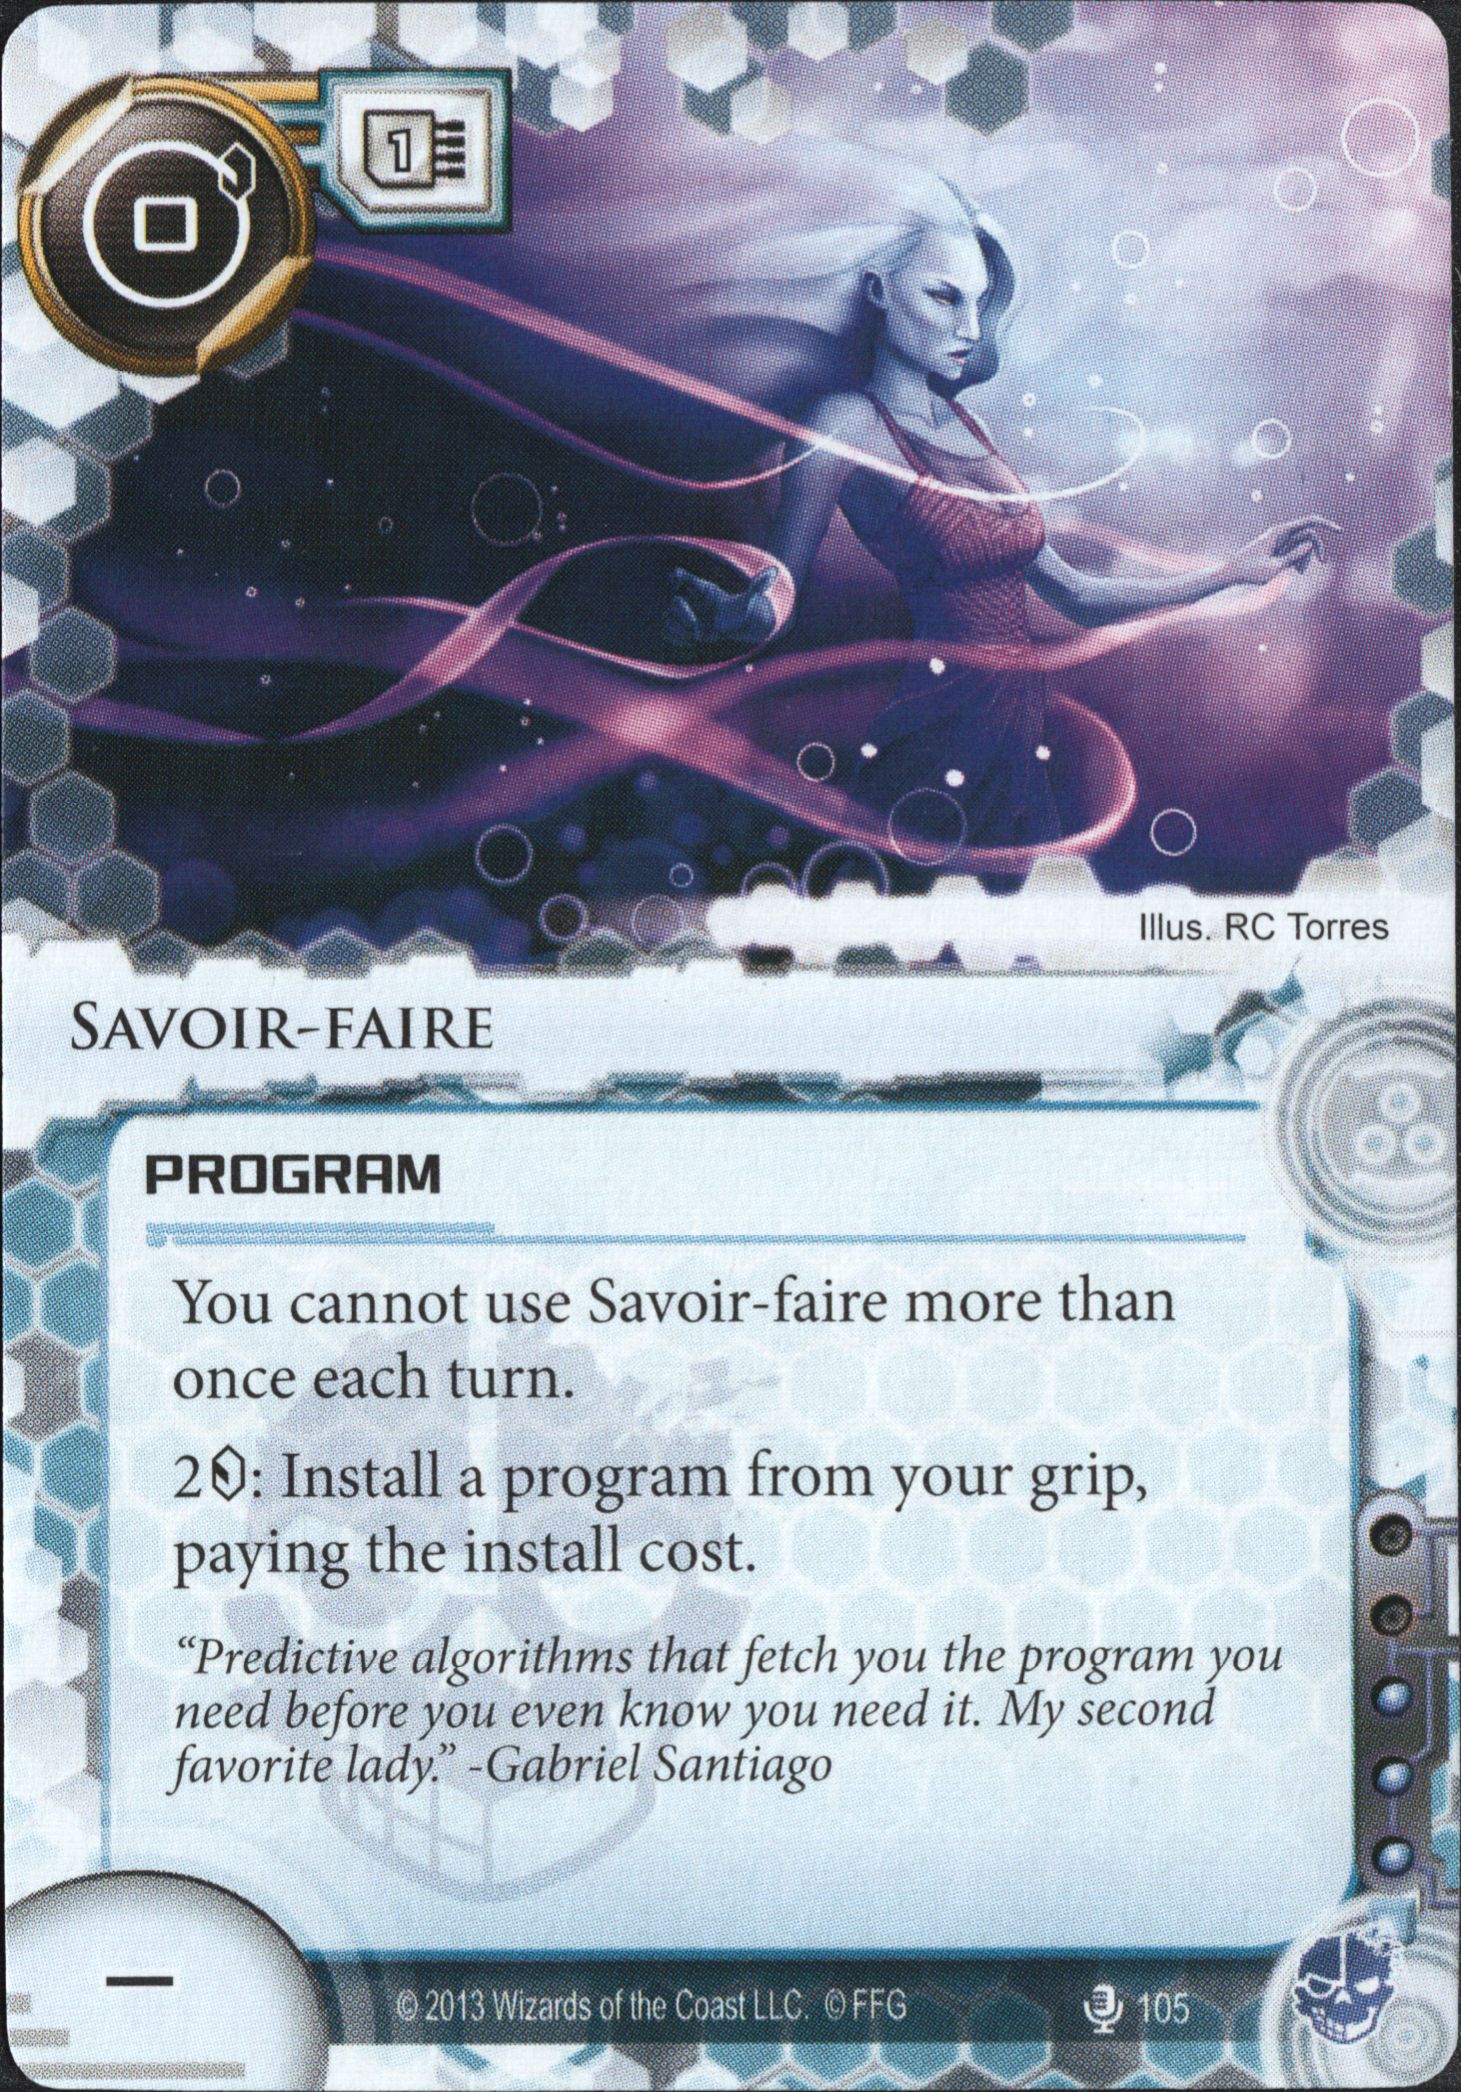 0
1
Illus. RC Torres
SAVOIR-FAIRE
PROGRAM
You cannot use Savoir-faire more than
once each turn.
2: Install a program from your grip,
paying the install cost.
“Predictive algorithms that fetch you the program you
need before you even know you need it. My second
favorite lady.” -Gabriel Santiago
—
© 2013 Wizards of the Coast LLC. © FFG
105